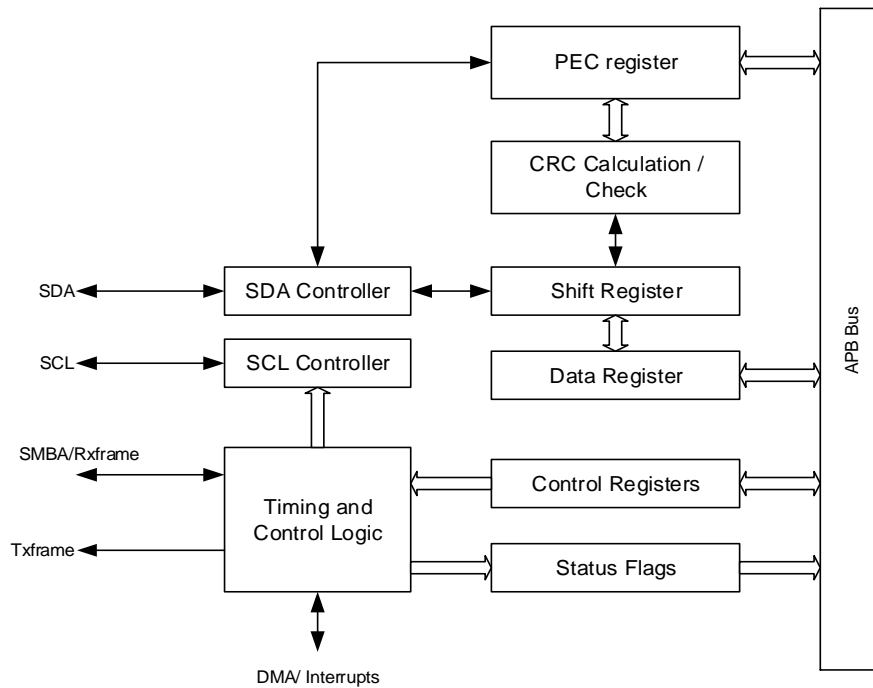 PEC register
CRC Calculation /
Check
SDA
SDA Controller
Shift Register
SCL
SCL Controller
Data Register
APB Bus
SMBA/Rxframe
Timing and
Control Logic
Control Registers
Txframe
Status Flags
DMA/ Interrupts